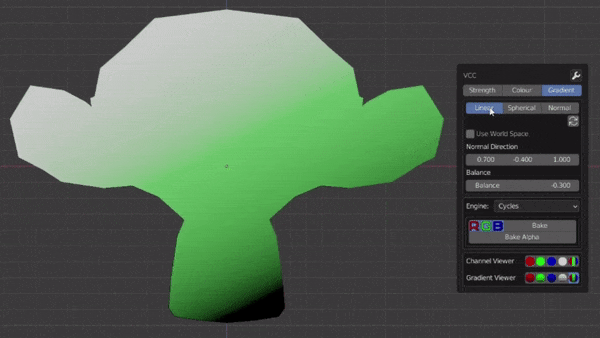 VCC
Strength Colour Gradient
Linear Spherical Normal
Use World Space
Normal Direction
0.700 -0.400 1.000
Balance
Balance -0.300
Engine: Cycles
R G B Bake
Bake Alpha
Channel Viewer
Gradient Viewer